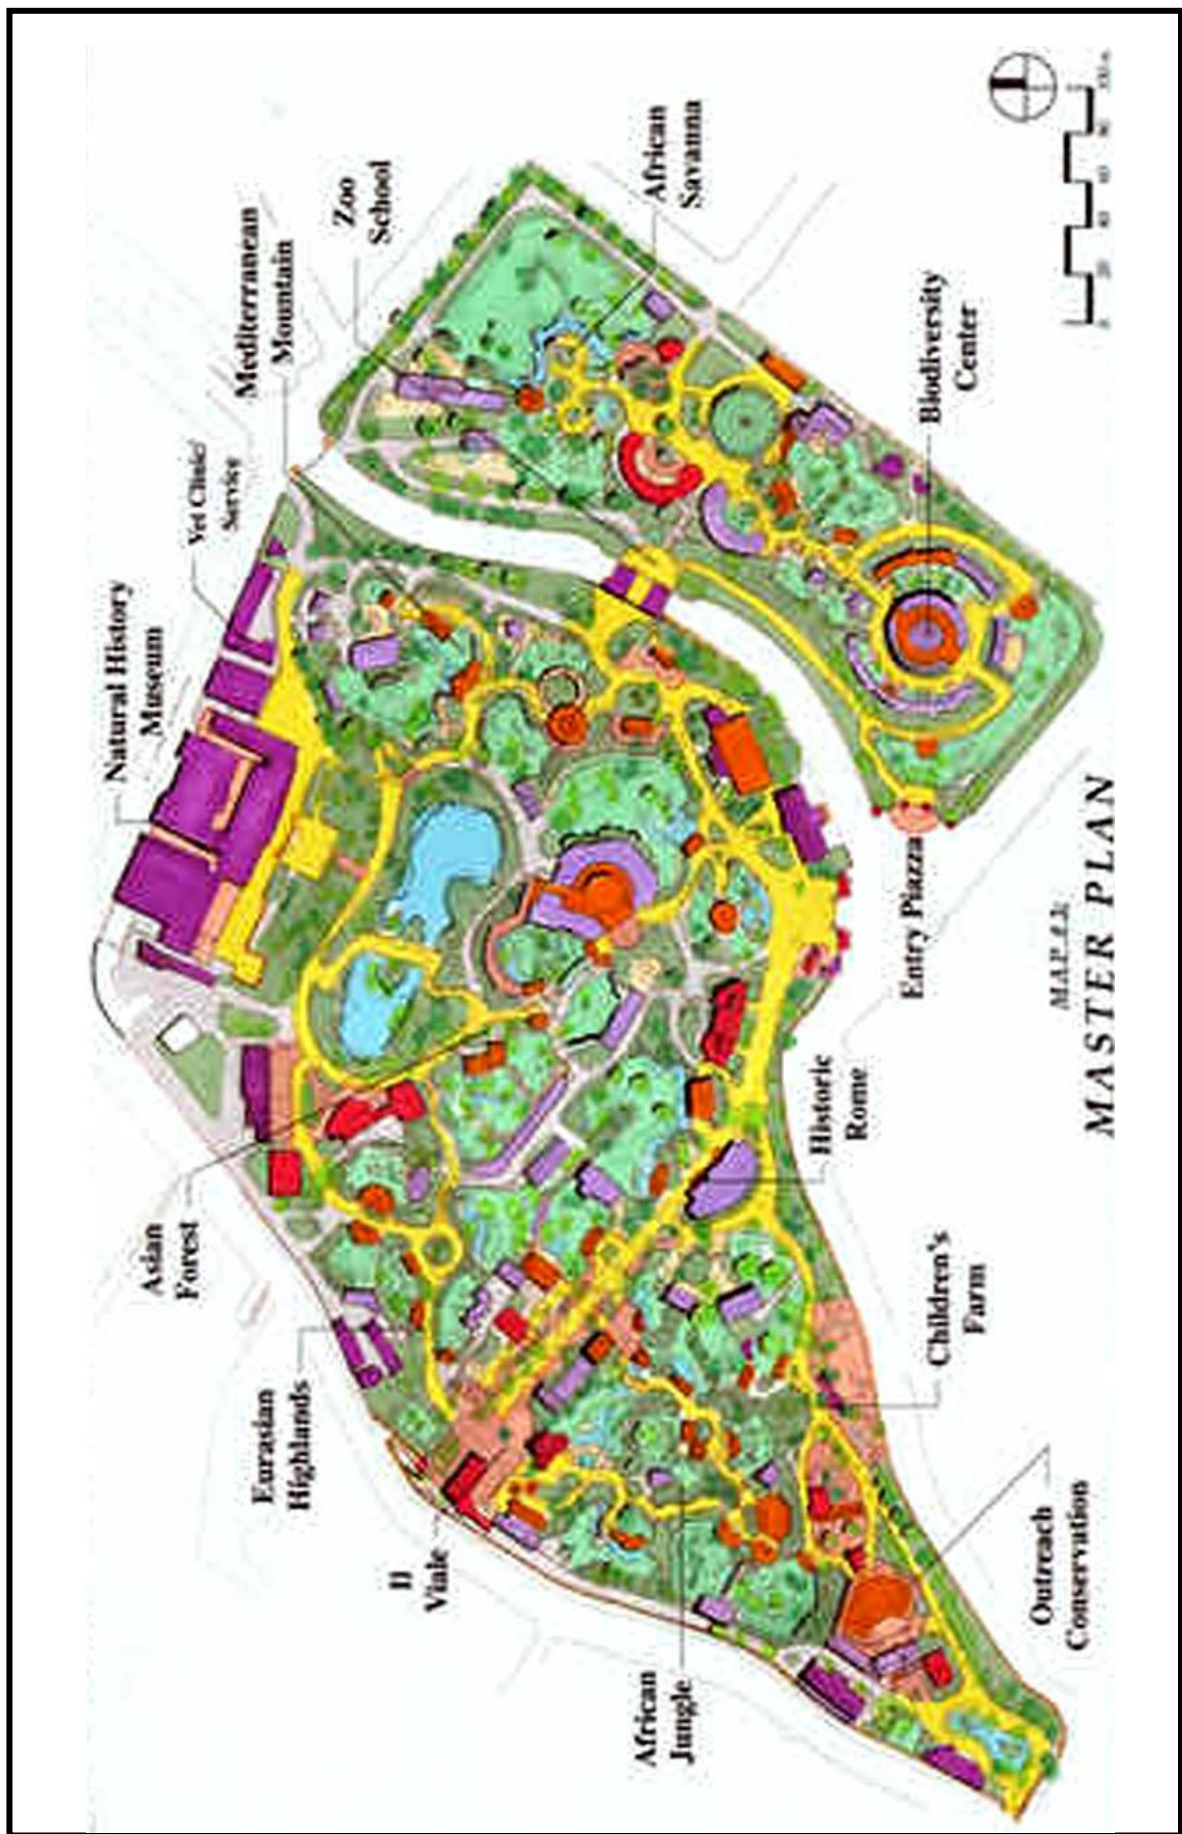 Natural History
Museum
Vet Clinic/
Service
Mediterranean
Mountain
Zoo
School
African
Savanna
Asian
Forest
Biodiversity
Center
Eurasian
Highlands
Il
Viale
Historic
Rome
Entry Piazza
African
Jungle
Children's
Farm
Outreach
Conservation
MASTER PLAN